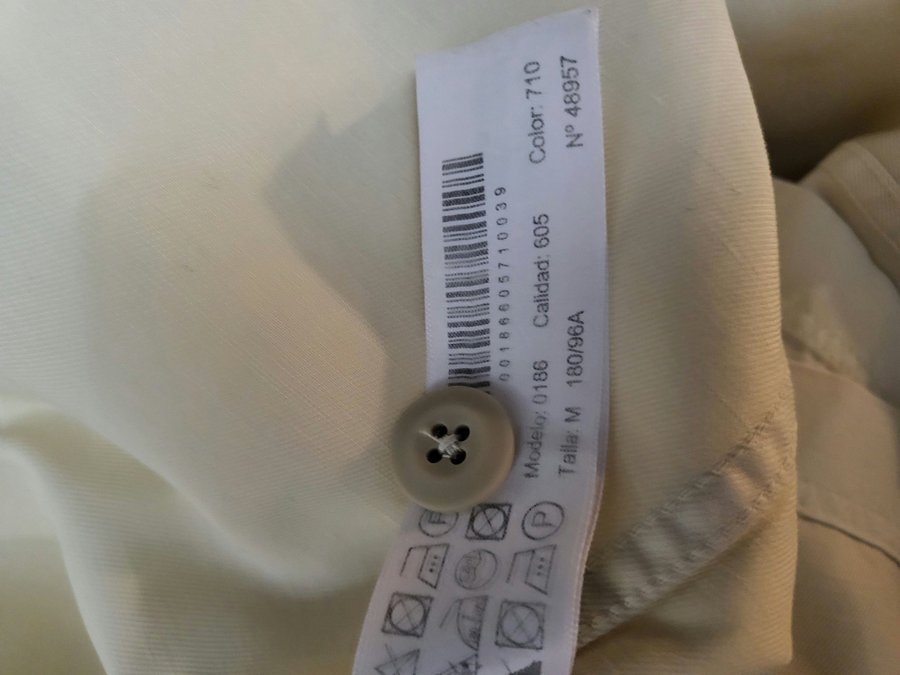 00186605710039
Modelo: 0186 Calidad: 605 Color: 710
Talla: M 180/96A Nº 48957